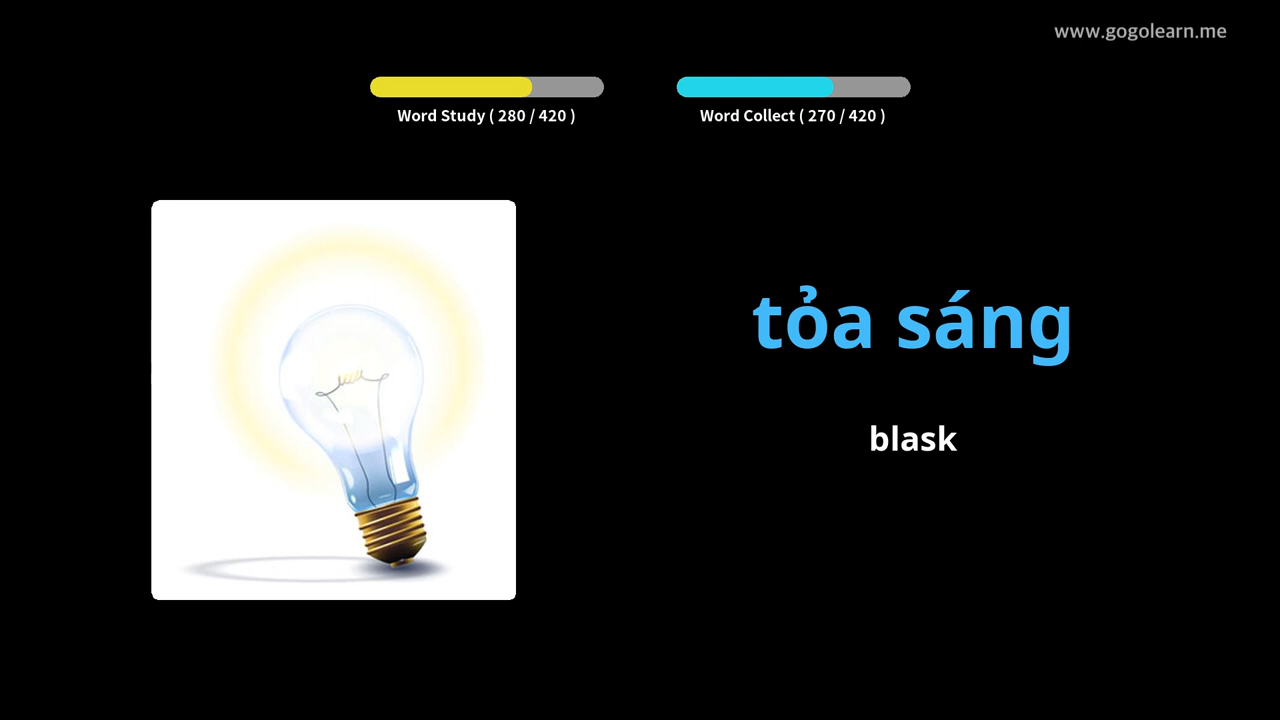 www.gogolearn.me
Word Study ( 280 / 420 )
Word Collect ( 270 / 420 )
tỏa sáng
blask